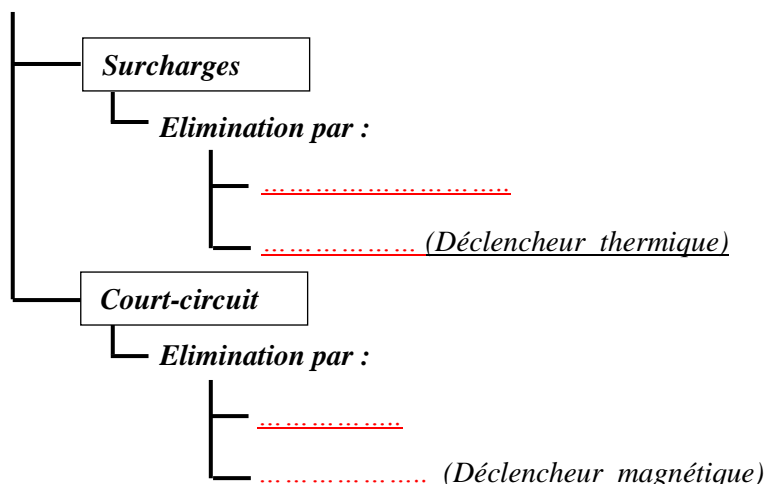 Surcharges
Elimination par :
……………………………..
……………… (Déclencheur thermique)
Court-circuit
Elimination par :
……………..
……………….. (Déclencheur magnétique)